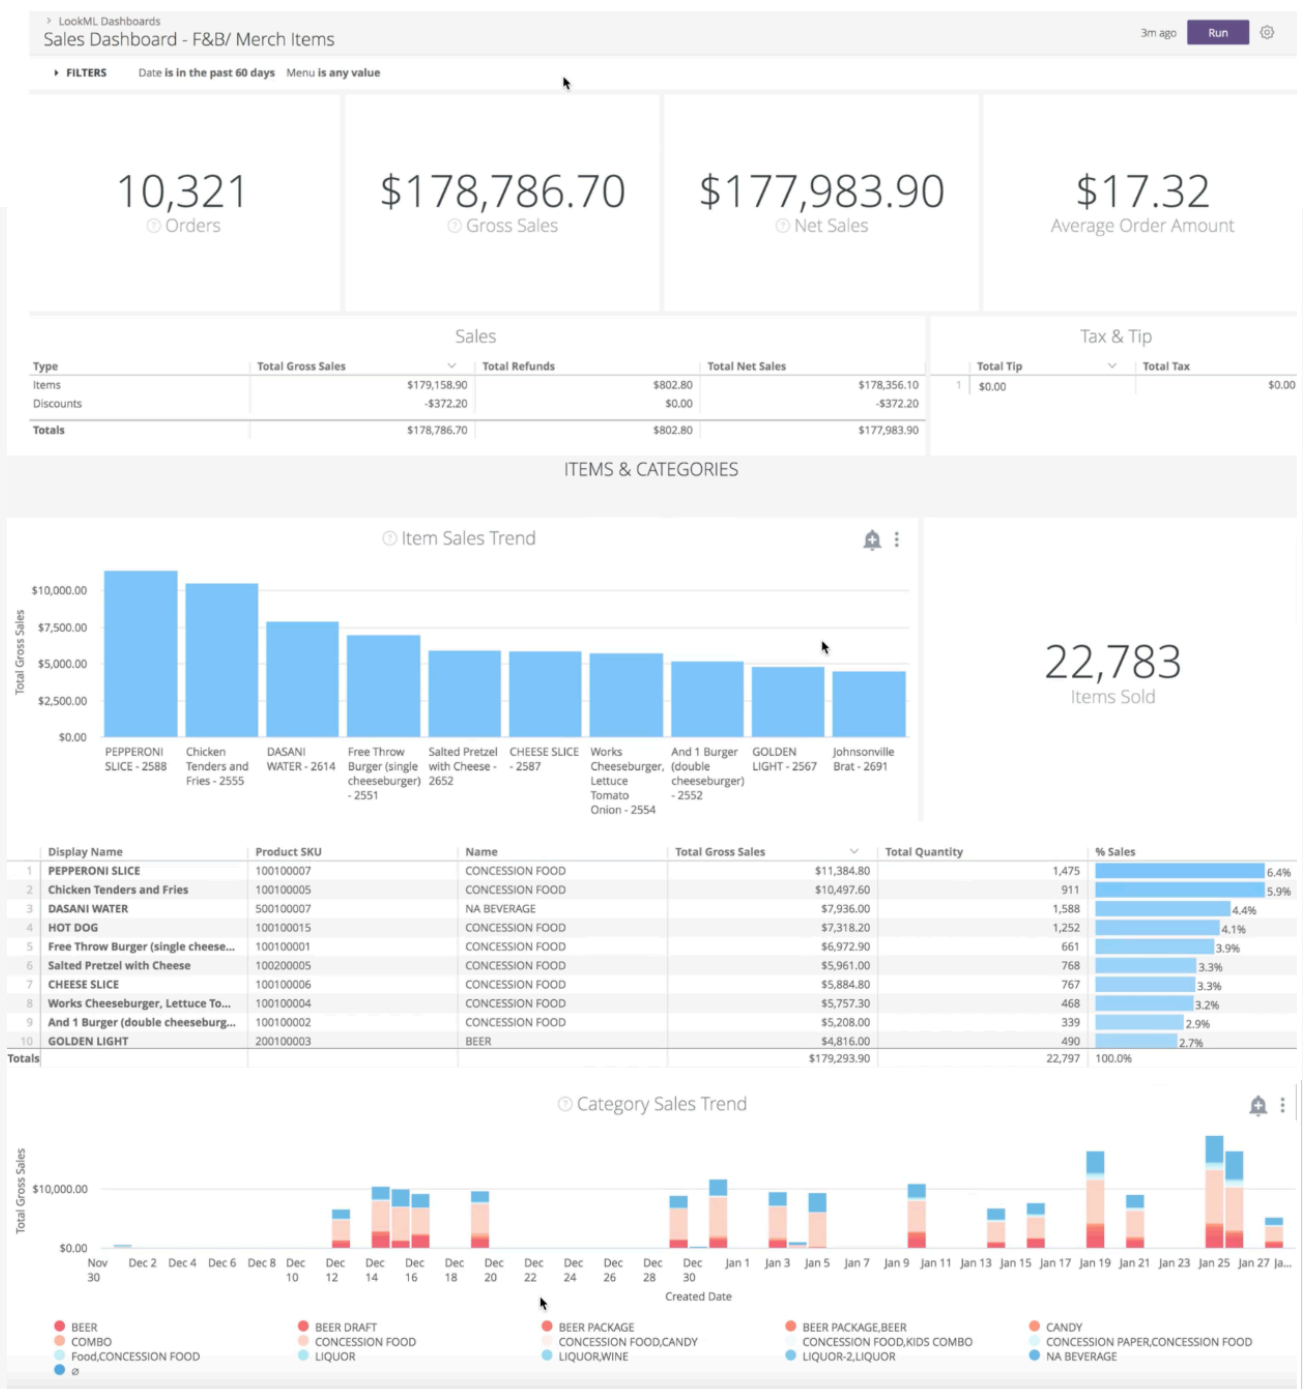 LookML Dashboards
Sales Dashboard - F&B/ Merch Items
3m ago
Run
FILTERS Date is in the past 60 days Menu is any value
10,321
Orders
$178,786.70
Gross Sales
$177,983.90
Net Sales
$17.32
Average Order Amount
Sales
Type Total Gross Sales Total Refunds Total Net Sales
Items $179,158.90 $802.80 $178,356.10
Discounts -$372.20 $0.00 -$372.20
Totals $178,786.70 $802.80 $177,983.90
Tax & Tip
Total Tip Total Tax
1 $0.00 $0.00
ITEMS & CATEGORIES
Item Sales Trend
Total Gross Sales
$10,000.00
$7,500.00
$5,000.00
$2,500.00
$0.00
PEPPERONI
SLICE - 2588
Chicken
Tenders and
Fries - 2555
DASANI
WATER - 2614
Free Throw
Burger (single
cheeseburger)
- 2551
Salted Pretzel
with Cheese -
2652
CHEESE SLICE
- 2587
Works
Cheeseburger,
Lettuce
Tomato
Onion - 2554
And 1 Burger
(double
cheeseburger)
- 2552
GOLDEN
LIGHT - 2567
Johnsonville
Brat - 2691
22,783
Items Sold
Display Name Product SKU Name Total Gross Sales Total Quantity % Sales
1 PEPPERONI SLICE 100100007 CONCESSION FOOD $11,384.80 1,475 6.4%
2 Chicken Tenders and Fries 100100005 CONCESSION FOOD $10,497.60 911 5.9%
3 DASANI WATER 500100007 NA BEVERAGE $7,936.00 1,588 4.4%
4 HOT DOG 100100015 CONCESSION FOOD $7,318.20 1,252 4.1%
5 Free Throw Burger (single cheese... 100100001 CONCESSION FOOD $6,972.90 661 3.9%
6 Salted Pretzel with Cheese 100200005 CONCESSION FOOD $5,961.00 768 3.3%
7 CHEESE SLICE 100100006 CONCESSION FOOD $5,884.80 767 3.3%
8 Works Cheeseburger, Lettuce To... 100100004 CONCESSION FOOD $5,757.30 468 3.2%
9 And 1 Burger (double cheeseburg... 100100002 CONCESSION FOOD $5,208.00 339 2.9%
10 GOLDEN LIGHT 200100003 BEER $4,816.00 490 2.7%
Totals $179,293.90 22,797 100.0%
Category Sales Trend
Total Gross Sales
$10,000.00
$0.00
Nov 30 Dec 2 Dec 4 Dec 6 Dec 8 Dec 10 Dec 12 Dec 14 Dec 16 Dec 18 Dec 20 Dec 22 Dec 24 Dec 26 Dec 28 Dec 30 Jan 1 Jan 3 Jan 5 Jan 7 Jan 9 Jan 11 Jan 13 Jan 15 Jan 17 Jan 19 Jan 21 Jan 23 Jan 25 Jan 27 Ja...
Created Date
BEER BEER DRAFT BEER PACKAGE BEER PACKAGE,BEER CANDY
COMBO CONCESSION FOOD CONCESSION FOOD,CANDY CONCESSION FOOD,KIDS COMBO CONCESSION PAPER,CONCESSION FOOD
Food,CONCESSION FOOD LIQUOR LIQUOR,WINE LIQUOR-2,LIQUOR NA BEVERAGE
∅